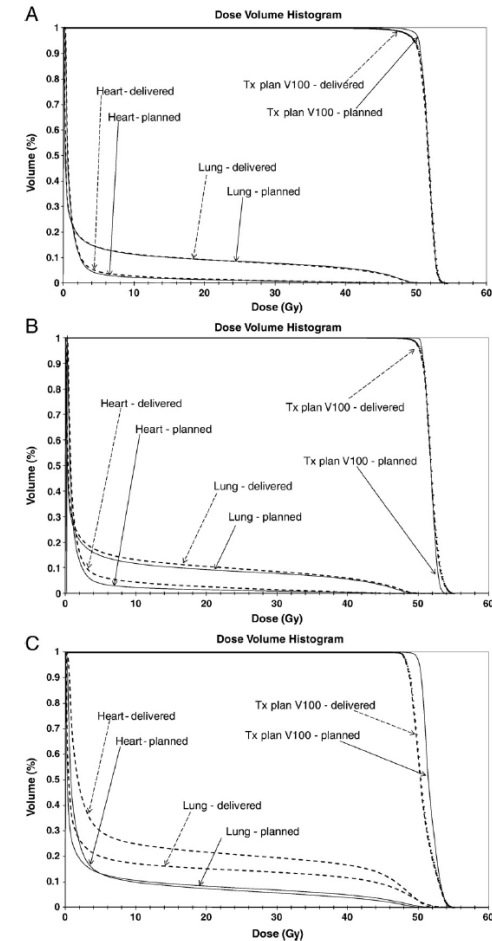 A
Dose Volume Histogram
Volume (%)
1
0.9
0.8
0.7
0.6
0.5
0.4
0.3
0.2
0.1
0
Heart- delivered
Heart- planned
Tx plan V100 - delivered
Tx plan V100 - planned
Lung - delivered
Lung - planned
0 10 20 30 40 50 60
Dose (Gy)
B
Dose Volume Histogram
Volume (%)
1
0.9
0.8
0.7
0.6
0.5
0.4
0.3
0.2
0.1
0
Heart - delivered
Heart - planned
Tx plan V100 - delivered
Tx plan V100 - planned
Lung - delivered
Lung - planned
0 10 20 30 40 50 60
Dose (Gy)
C
Dose Volume Histogram
Volume (%)
1
0.9
0.8
0.7
0.6
0.5
0.4
0.3
0.2
0.1
0
Heart- delivered
Heart- planned
Tx plan V100 - delivered
Tx plan V100 - planned
Lung - delivered
Lung - planned
0 10 20 30 40 50 60
Dose (Gy)